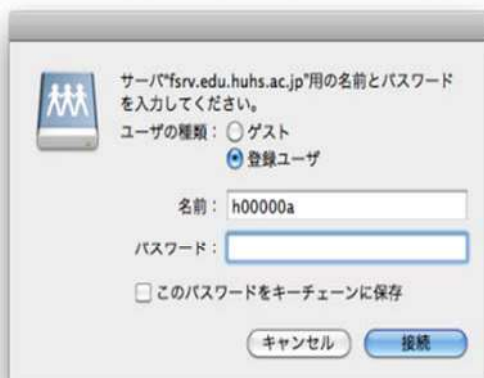 サーバ"fsrv.edu.huhs.ac.jp"用の名前とパスワード
を入力してください。
ユーザの種類： ゲスト
登録ユーザ
名前： h00000a
パスワード：
このパスワードをキーチェーンに保存
キャンセル 接続